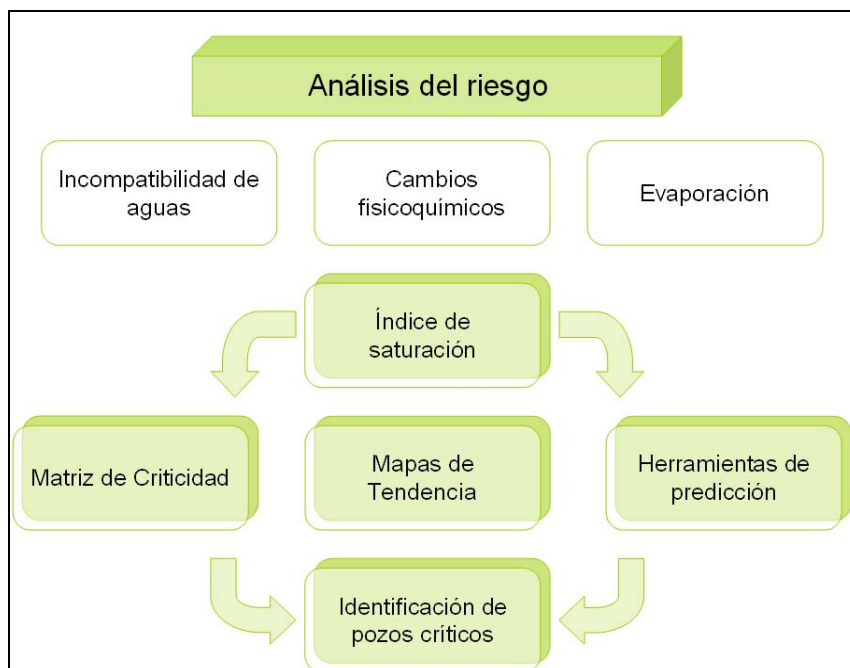 Análisis del riesgo
Incompatibilidad de
aguas
Cambios
fisicoquímicos
Evaporación
Índice de
saturación
Matriz de Criticidad
Mapas de
Tendencia
Herramientas de
predicción
Identificación de
pozos críticos